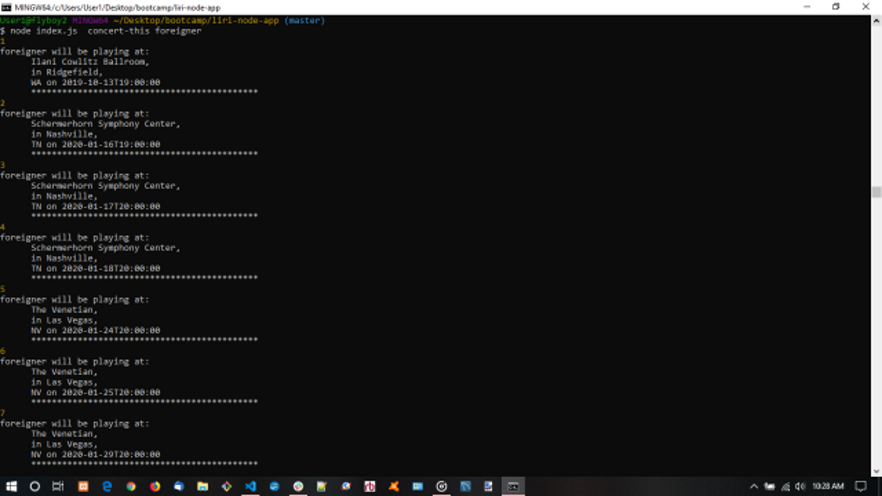 MINGW64:/c/Users/User1/Desktop/bootcamp/liri-node-app
User1@flyboy2 MINGW64 ~/Desktop/bootcamp/liri-node-app (master)
$ node index.js  concert-this foreigner
1
foreigner will be playing at:
Ilani Cowlitz Ballroom,
in Ridgefield,
WA on 2019-10-13T19:00:00
********************************************
2
foreigner will be playing at:
Schermerhorn Symphony Center,
in Nashville,
TN on 2020-01-16T19:00:00
********************************************
3
foreigner will be playing at:
Schermerhorn Symphony Center,
in Nashville,
TN on 2020-01-17T20:00:00
********************************************
4
foreigner will be playing at:
Schermerhorn Symphony Center,
in Nashville,
TN on 2020-01-18T20:00:00
********************************************
5
foreigner will be playing at:
The Venetian,
in Las Vegas,
NV on 2020-01-24T20:00:00
********************************************
6
foreigner will be playing at:
The Venetian,
in Las Vegas,
NV on 2020-01-25T20:00:00
********************************************
7
foreigner will be playing at:
The Venetian,
in Las Vegas,
NV on 2020-01-29T20:00:00
********************************************
10:28 AM